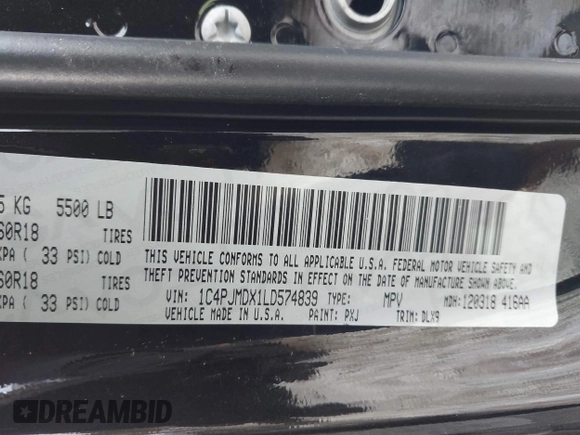 5 KG 5500 LB
60R18 TIRES
KPA ( 33 PSI) COLD
60R18 TIRES
KPA ( 33 PSI) COLD
THIS VEHICLE CONFORMS TO ALL APPLICABLE U.S.A. FEDERAL MOTOR VEHICLE SAFETY AND
THEFT PREVENTION STANDARDS IN EFFECT ON THE DATE OF MANUFACTURE SHOWN ABOVE.
VIN: 1C4PJMDX1LD574839 TYPE: MPV MDH: 120318 416AA
VEHICLE MADE IN U.S.A. PAINT: PXJ TRIM: DLX9
DREAMBID